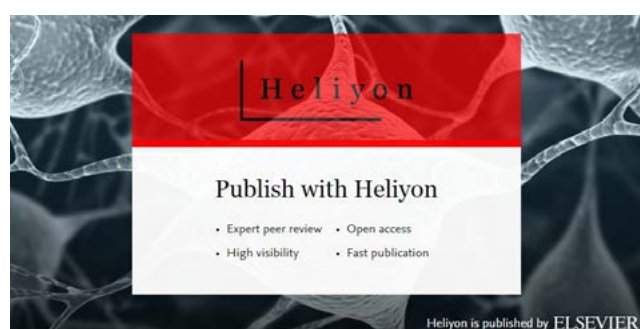 Heliyon
Publish with Heliyon
• Expert peer review • Open access
• High visibility • Fast publication
Heliyon is published by ELSEVIER